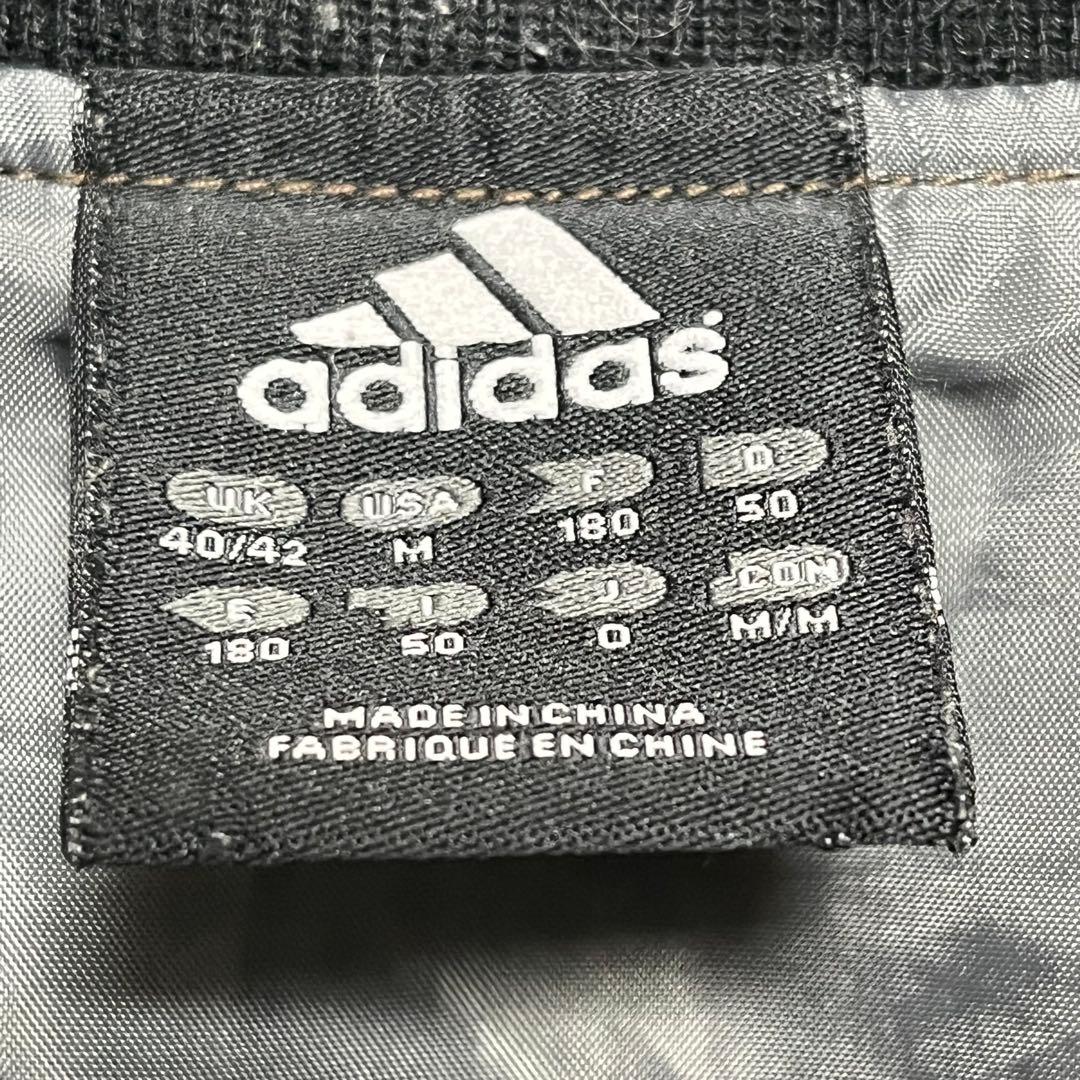 adidas
UK USA F D
40/42 M 180 50
E I J CON
180 50 O M/M
MADE IN CHINA
FABRIQUE EN CHINE